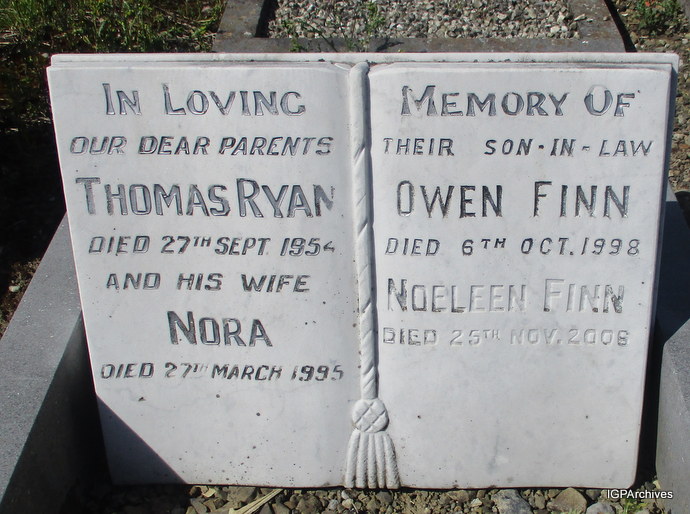 IN LOVING
OUR DEAR PARENTS
THOMAS RYAN
DIED 27TH SEPT. 1954
AND HIS WIFE
NORA
DIED 27TH MARCH 1995
MEMORY OF
THEIR SON-IN-LAW
OWEN FINN
DIED 6TH OCT. 1998
NOELEEN FINN
DIED 25TH NOV. 2006
IGPArchives